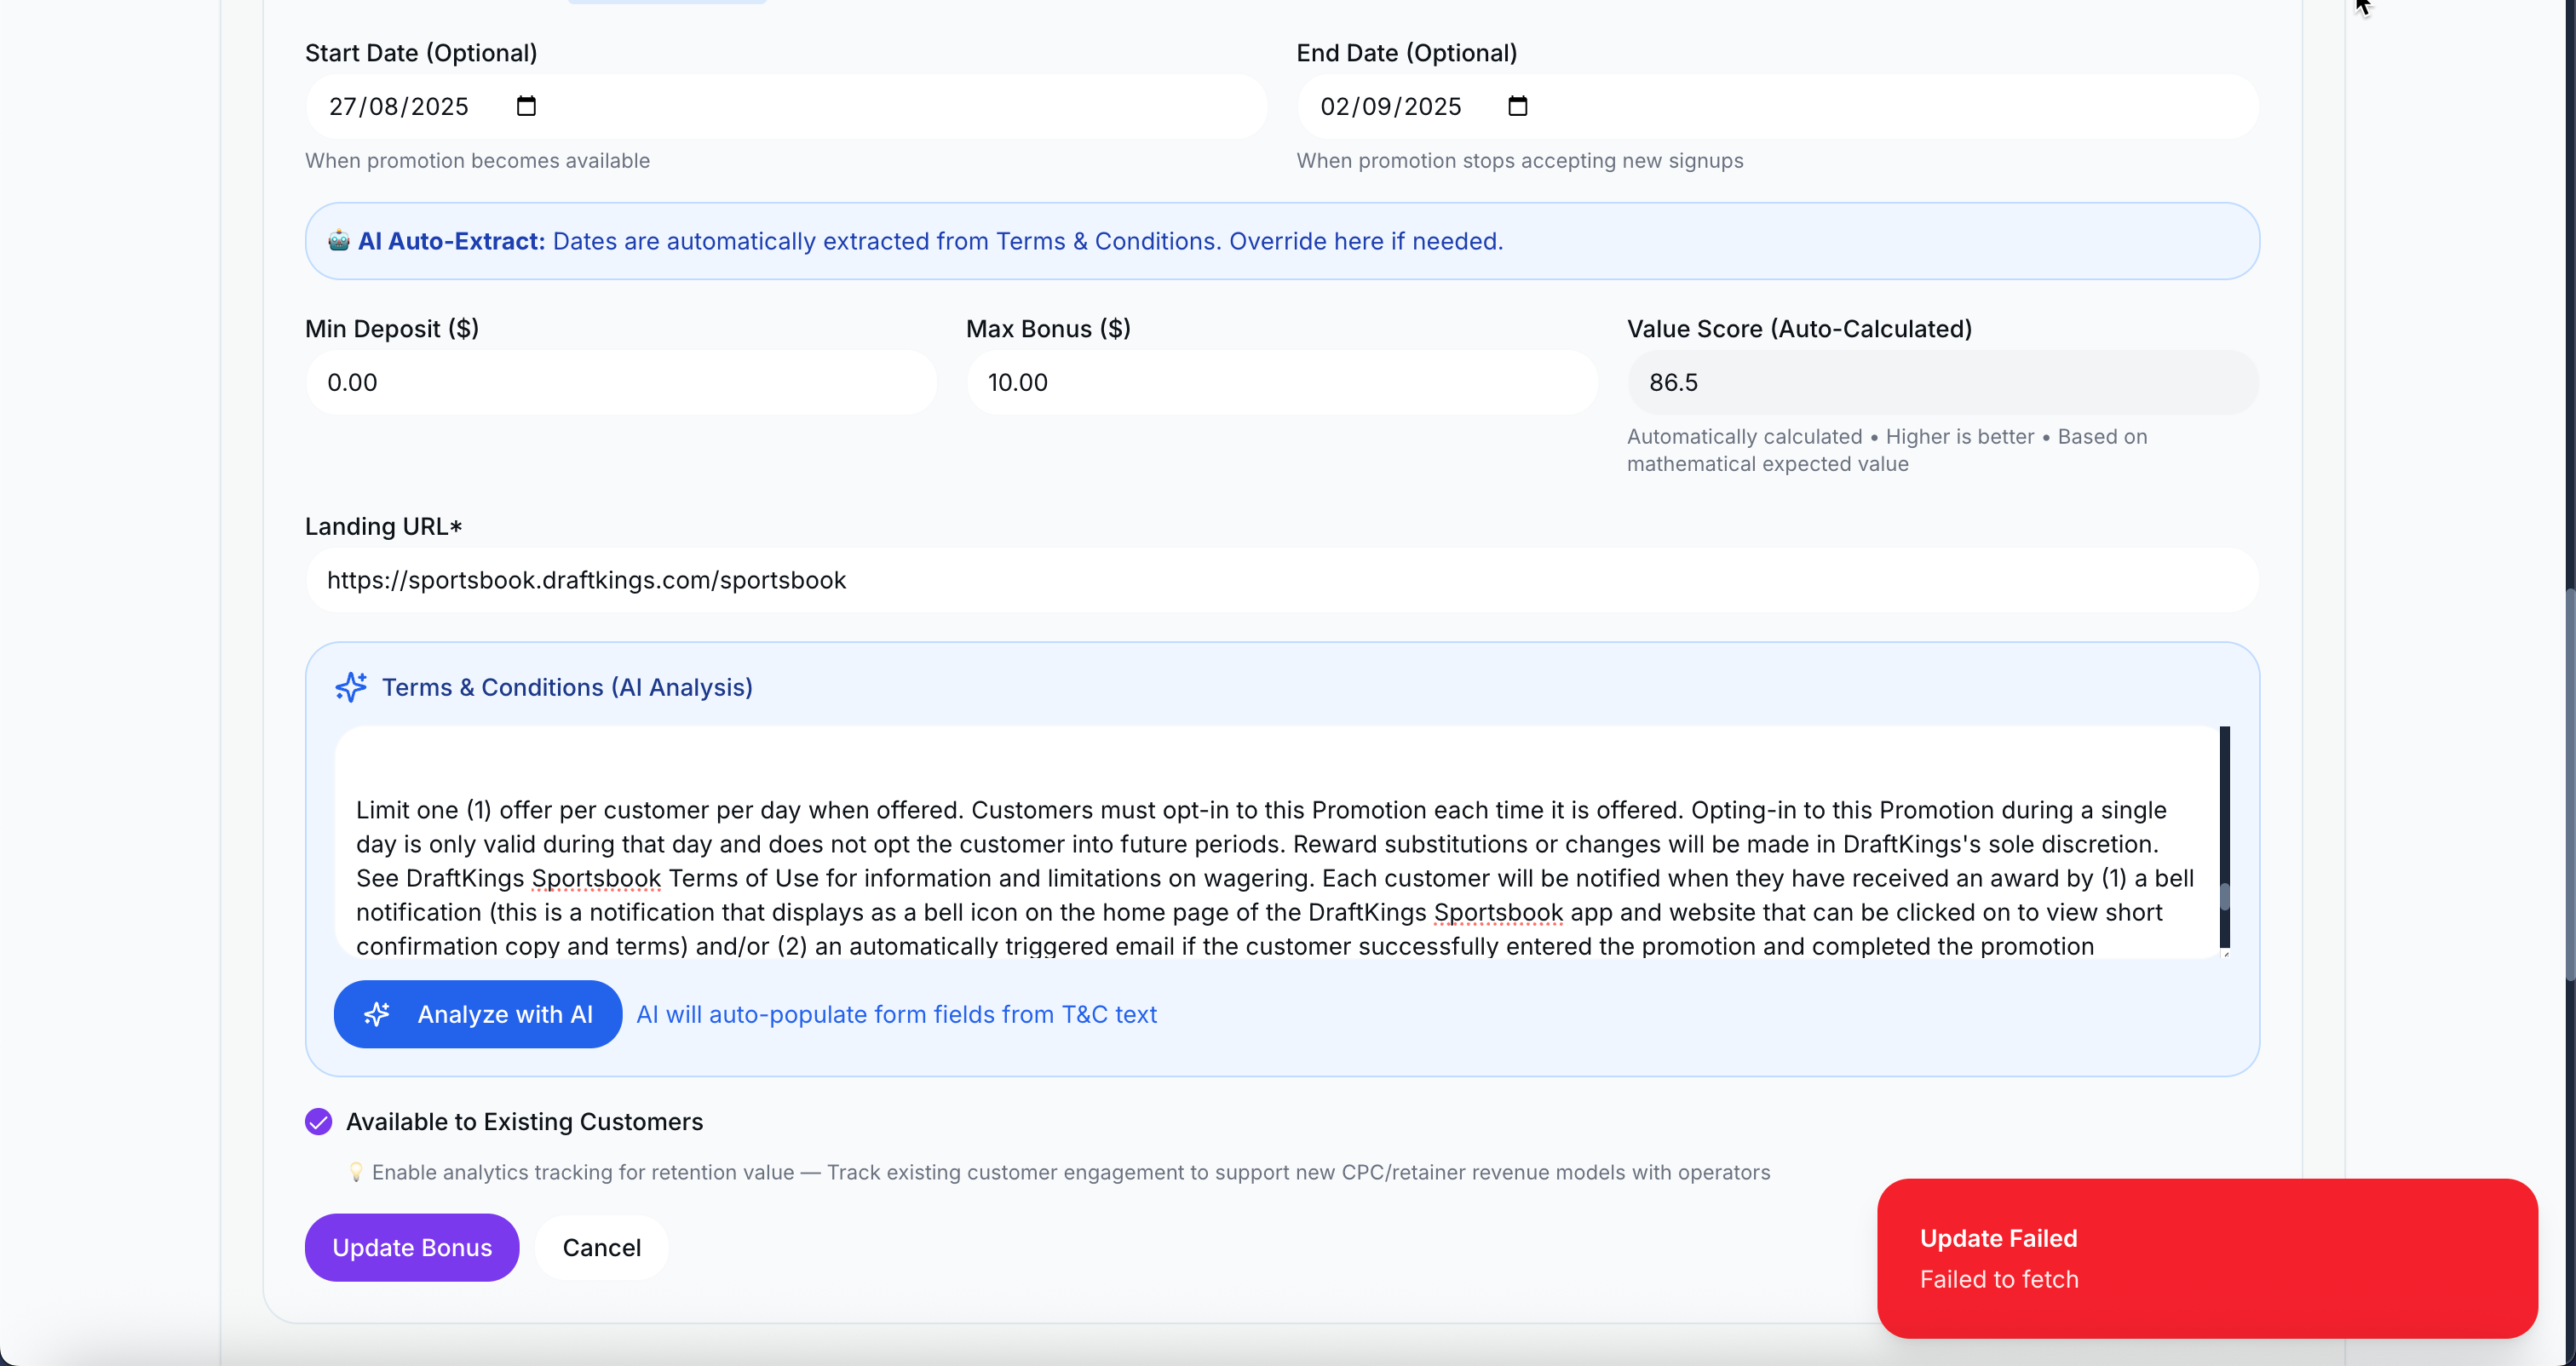 Start Date (Optional)
End Date (Optional)
27/08/2025
02/09/2025
When promotion becomes available
When promotion stops accepting new signups
🤖 AI Auto-Extract: Dates are automatically extracted from Terms & Conditions. Override here if needed.
Min Deposit ($)
Max Bonus ($)
Value Score (Auto-Calculated)
0.00
10.00
86.5
Automatically calculated • Higher is better • Based on
mathematical expected value
Landing URL*
https://sportsbook.draftkings.com/sportsbook
Terms & Conditions (AI Analysis)
Limit one (1) offer per customer per day when offered. Customers must opt-in to this Promotion each time it is offered. Opting-in to this Promotion during a single
day is only valid during that day and does not opt the customer into future periods. Reward substitutions or changes will be made in DraftKings's sole discretion.
See DraftKings Sportsbook Terms of Use for information and limitations on wagering. Each customer will be notified when they have received an award by (1) a bell
notification (this is a notification that displays as a bell icon on the home page of the DraftKings Sportsbook app and website that can be clicked on to view short
confirmation copy and terms) and/or (2) an automatically triggered email if the customer successfully entered the promotion and completed the promotion
Analyze with AI
AI will auto-populate form fields from T&C text
Available to Existing Customers
💡 Enable analytics tracking for retention value — Track existing customer engagement to support new CPC/retainer revenue models with operators
Update Bonus
Cancel
Update Failed
Failed to fetch